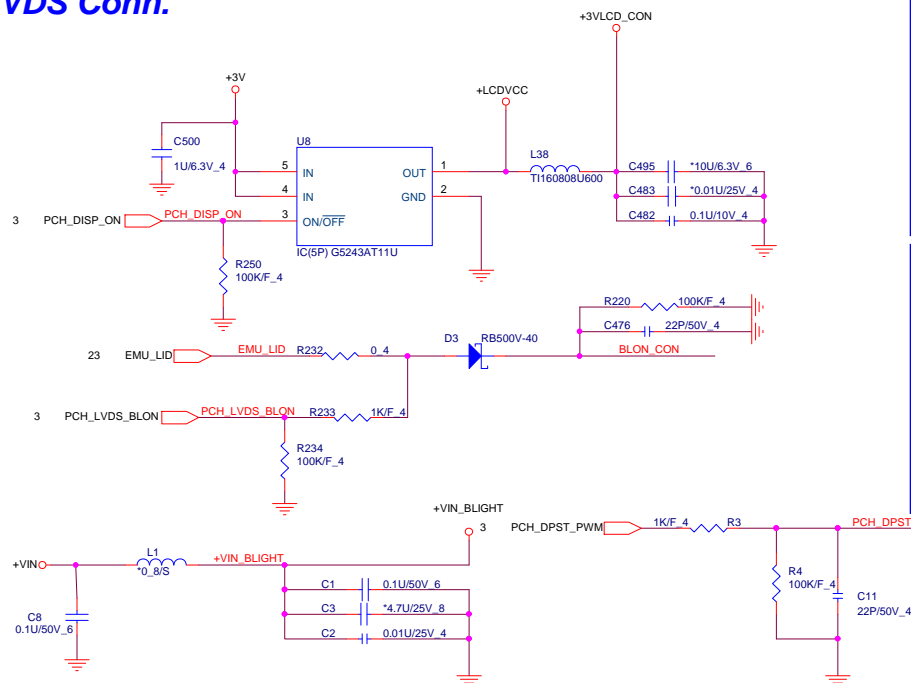 VDS Conn.
+3VLCD_CON
+3V
+LCDVCC
C500
1U/6.3V_4
U8
5 IN OUT 1
4 IN GND 2
3 ON/OFF
IC(5P) G5243AT11U
L38
TI160808U600
C495 *10U/6.3V_6
C483 *0.01U/25V_4
C482 0.1U/10V_4
3 PCH_DISP_ON PCH_DISP_ON
R250
100K/F_4
R220 100K/F_4
C476 22P/50V_4
D3 RB500V-40
23 EMU_LID EMU_LID R232 0_4
BLON_CON
3 PCH_LVDS_BLON PCH_LVDS_BLON R233 1K/F_4
R234
100K/F_4
+VIN_BLIGHT
3 PCH_DPST_PWM 1K/F_4 R3 PCH_DPST
+VIN L1 +VIN_BLIGHT
*0_8/S
C8
0.1U/50V_6
C1 0.1U/50V_6
C3 *4.7U/25V_8
C2 0.01U/25V_4
R4
100K/F_4
C11
22P/50V_4